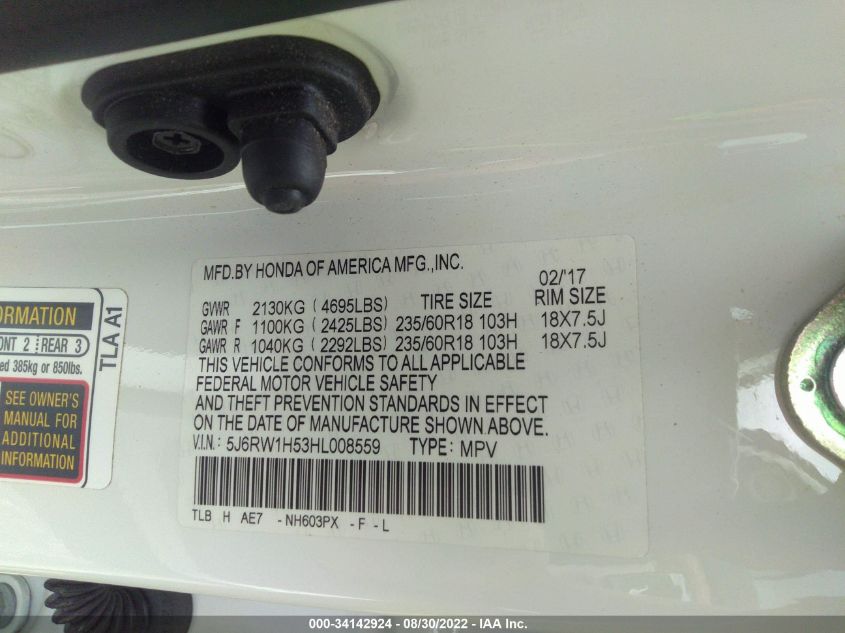 MFD.BY HONDA OF AMERICA MFG.,INC.
02/'17
GVWR 2130KG ( 4695LBS) TIRE SIZE RIM SIZE
GAWR F 1100KG ( 2425LBS) 235/60R18 103H 18X7.5J
GAWR R 1040KG ( 2292LBS) 235/60R18 103H 18X7.5J
THIS VEHICLE CONFORMS TO ALL APPLICABLE
FEDERAL MOTOR VEHICLE SAFETY
AND THEFT PREVENTION STANDARDS IN EFFECT
ON THE DATE OF MANUFACTURE SHOWN ABOVE.
V.I.N.: 5J6RW1H53HL008559 TYPE: MPV
TLB H AE7 -NH603PX -F -L
2 REAR 3
385kg or 850lbs.
SEE OWNER'S
MANUAL FOR
ADDITIONAL
INFORMATION
TLA A1
000-34142924 - 08/30/2022 - IAA Inc.